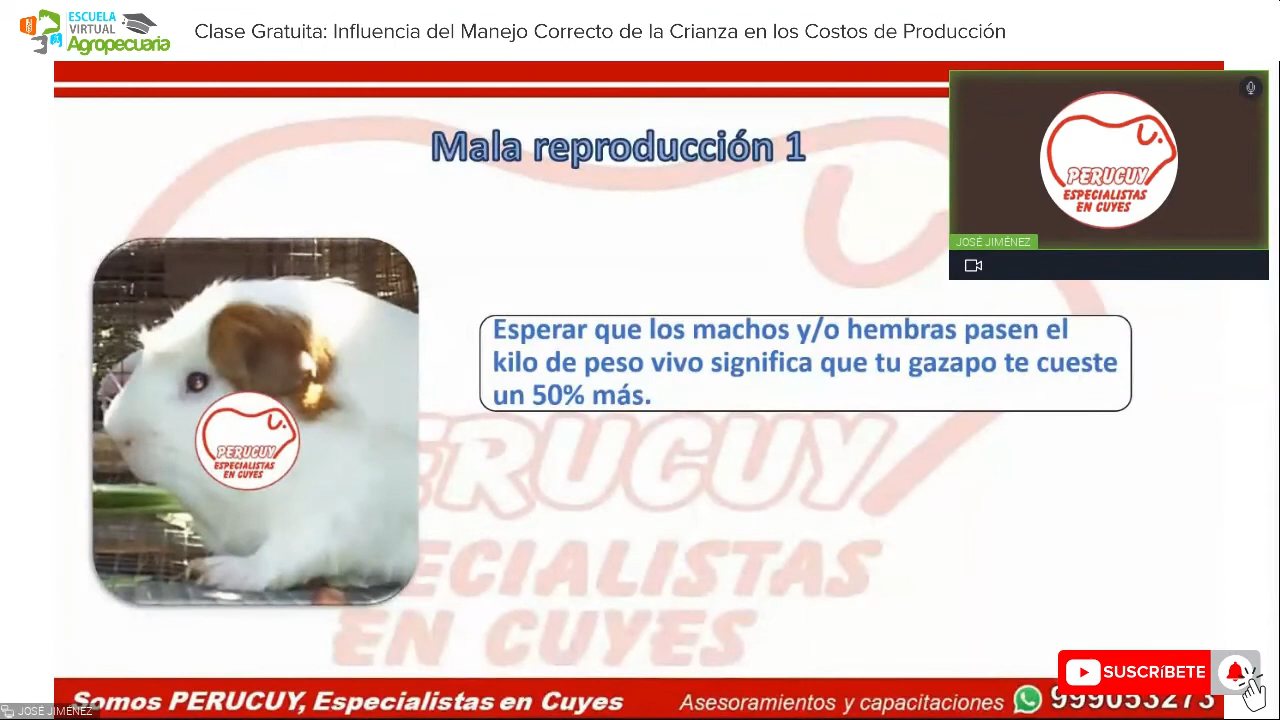 ESCUELA
VIRTUAL
Agropecuaria
Clase Gratuita: Influencia del Manejo Correcto de la Crianza en los Costos de Producción
Mala reproducción 1
PERUCUY
ESPECIALISTAS
EN CUYES
JOSÉ JIMÉNEZ
Esperar que los machos y/o hembras pasen el
kilo de peso vivo significa que tu gazapo te cueste
un 50% más.
PERUCUY
ESPECIALISTAS
EN CUYES
PERUCUY
ESPECIALISTAS
EN CUYES
SUSCRÍBETE
Somos PERUCUY, Especialistas en Cuyes
Asesoramientos y capacitaciones
999053273
JOSÉ JIMÉNEZ